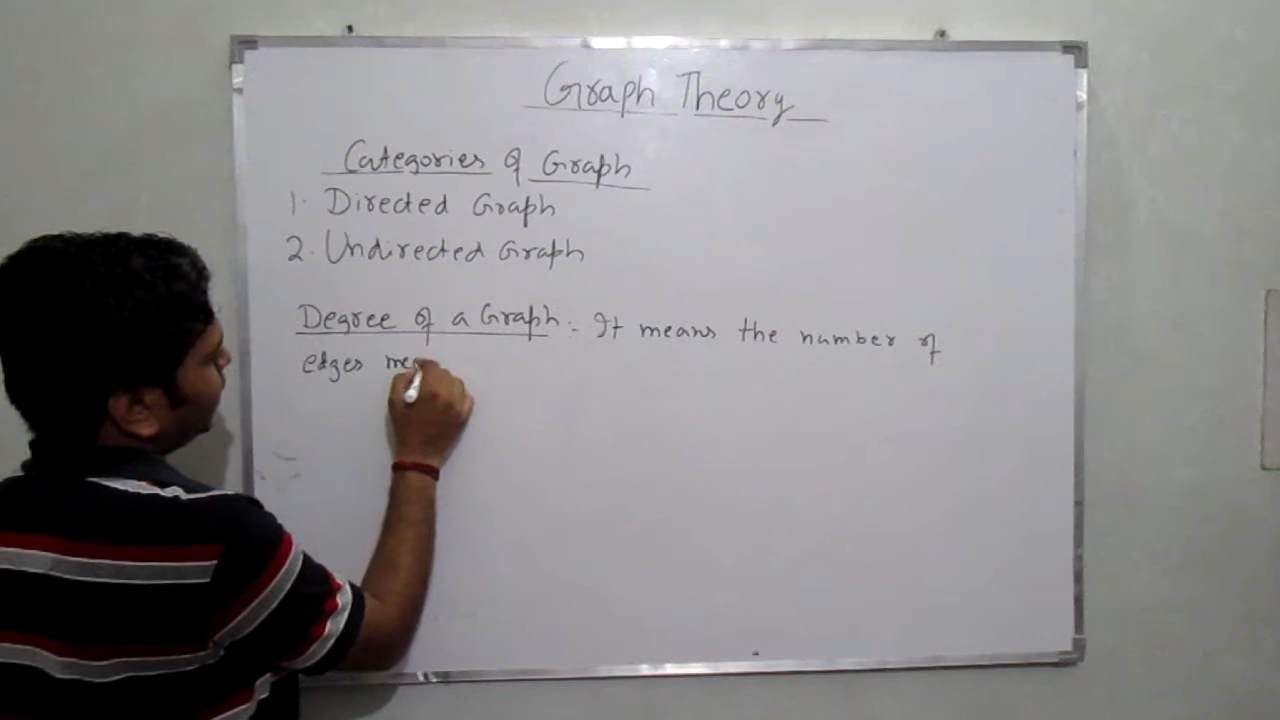 Graph Theory
Categories of Graph
1. Directed Graph
2. Undirected Graph
Degree of a Graph :- It means the number of
edges me